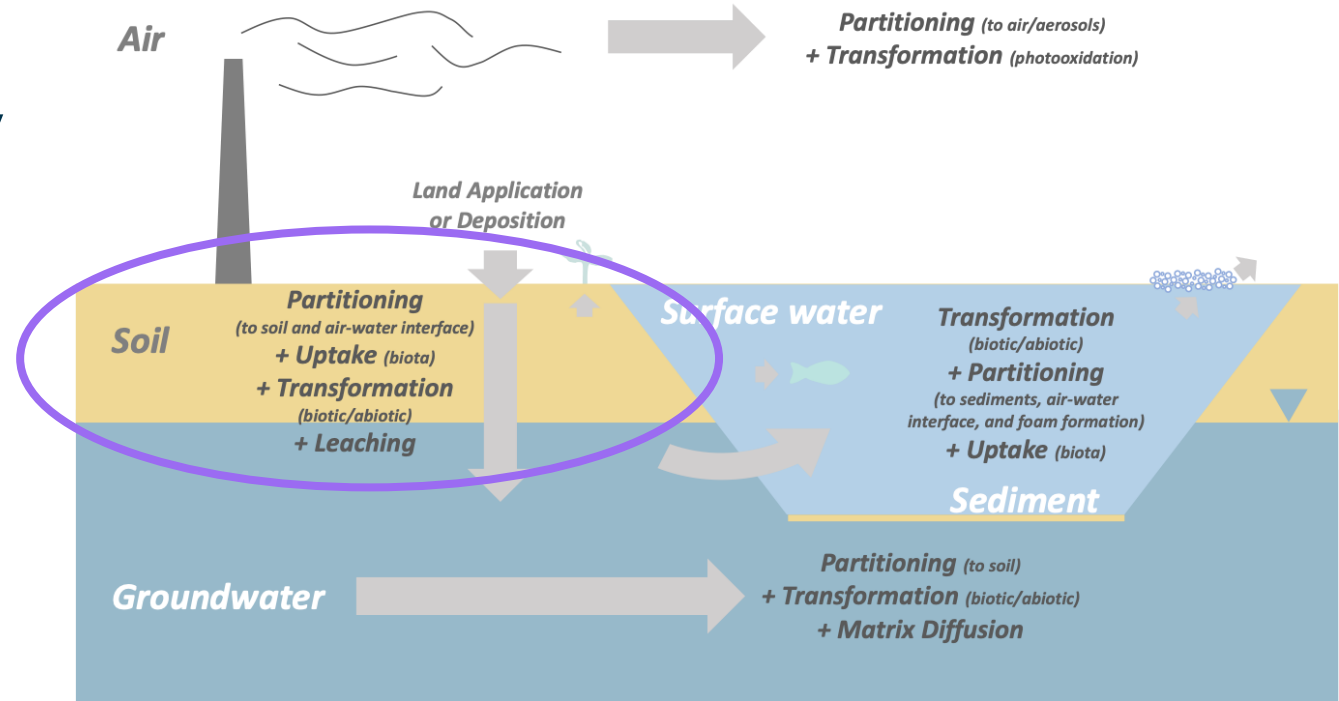 Air
Partitioning (to air/aerosols)
+ Transformation (photooxidation)
Land Application
or Deposition
Soil
Partitioning
(to soil and air-water interface)
+ Uptake (biota)
+ Transformation
(biotic/abiotic)
+ Leaching
Surface water
Transformation
(biotic/abiotic)
+ Partitioning
(to sediments, air-water
interface, and foam formation)
+ Uptake (biota)
Sediment
Groundwater
Partitioning (to soil)
+ Transformation (biotic/abiotic)
+ Matrix Diffusion